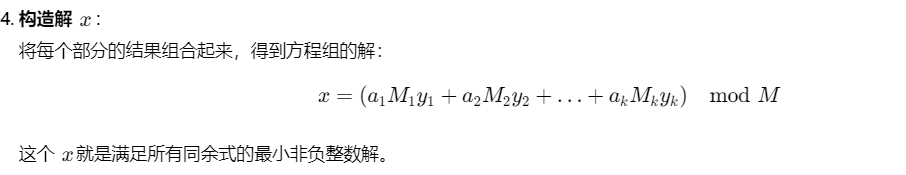 4. 构造解 x：
将每个部分的结果组合起来，得到方程组的解：
x = (a₁M₁y₁ + a₂M₂y₂ + . . . + aₖMₖyₖ) mod M
这个 x 就是满足所有同余式的最小非负整数解。